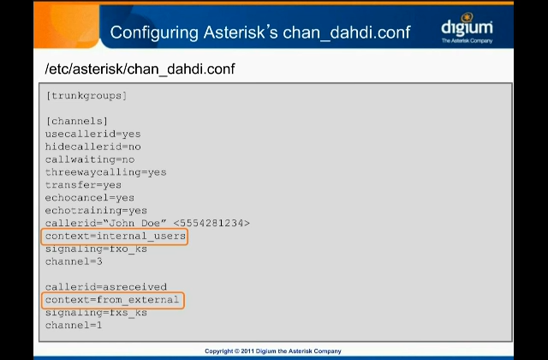 Configuring Asterisk's chan_dahdi.conf
digium
The Asterisk Company
/etc/asterisk/chan_dahdi.conf
[trunkgroups]
[channels]
usecallerid=yes
hidecallerid=no
callwaiting=no
threewaycalling=yes
transfer=yes
echocancel=yes
echotraining=yes
callerid="John Doe" <5554281234>
context=internal_users
signaling=fxo_ks
channel=3
callerid=asreceived
context=from_external
signaling=fxs_ks
channel=1
Copyright © 2011 Digium the Asterisk Company